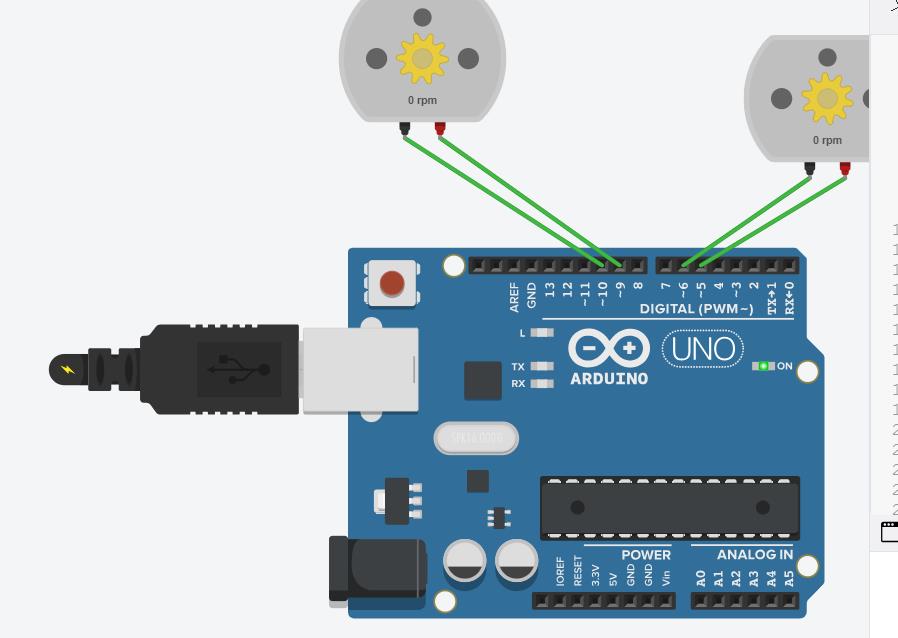 0 rpm
0 rpm
AREF
GND
13
12
~11
~10
~9
8
7
~6
~5
4
~3
2
TX→1
RX←0
DIGITAL (PWM~)
L
TX
RX
ARDUINO
UNO
ON
SPK16.000G
POWER
ANALOG IN
IOREF
RESET
3.3V
5V
GND
GND
Vin
A0
A1
A2
A3
A4
A5